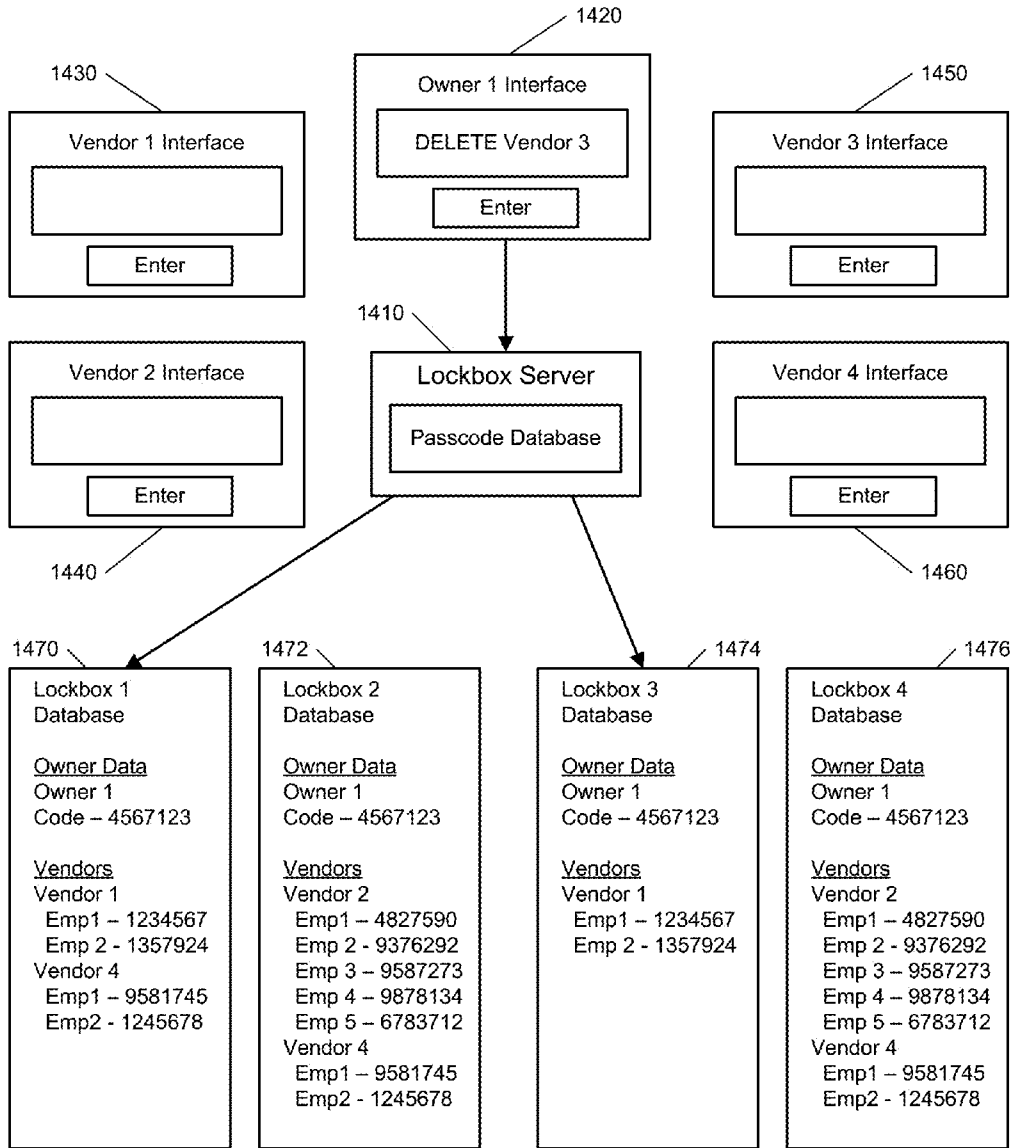 1420
1430
Owner 1 Interface
1450
Vendor 1 Interface
DELETE Vendor 3
Vendor 3 Interface
Enter
Enter
Enter
1410
Vendor 2 Interface
Lockbox Server
Vendor 4 Interface
Passcode Database
Enter
Enter
1440
1460
1470
1472
1474
1476
Lockbox 1
Database
Owner Data
Owner 1
Code – 4567123
Vendors
Vendor 1
Emp1 – 1234567
Emp 2 - 1357924
Vendor 4
Emp1 – 9581745
Emp2 - 1245678
Lockbox 2
Database
Owner Data
Owner 1
Code – 4567123
Vendors
Vendor 2
Emp1 – 4827590
Emp 2 - 9376292
Emp 3 – 9587273
Emp 4 – 9878134
Emp 5 – 6783712
Vendor 4
Emp1 – 9581745
Emp2 - 1245678
Lockbox 3
Database
Owner Data
Owner 1
Code – 4567123
Vendors
Vendor 1
Emp1 – 1234567
Emp 2 - 1357924
Lockbox 4
Database
Owner Data
Owner 1
Code – 4567123
Vendors
Vendor 2
Emp1 – 4827590
Emp 2 - 9376292
Emp 3 – 9587273
Emp 4 – 9878134
Emp 5 – 6783712
Vendor 4
Emp1 – 9581745
Emp2 - 1245678